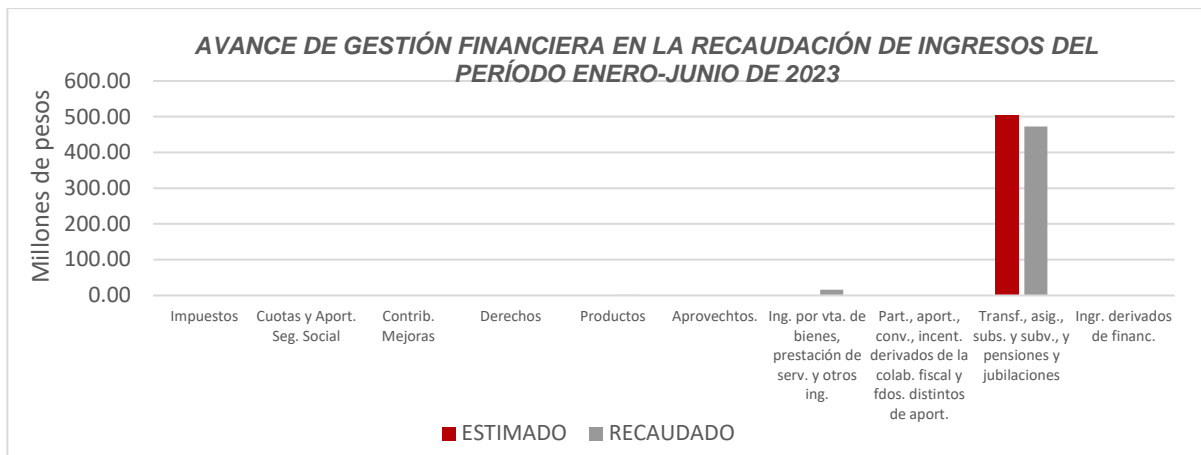 AVANCE DE GESTIÓN FINANCIERA EN LA RECAUDACIÓN DE INGRESOS DEL
PERÍODO ENERO-JUNIO DE 2023
Millones de pesos
600.00
500.00
400.00
300.00
200.00
100.00
0.00
Impuestos
Cuotas y Aport.
Seg. Social
Contrib.
Mejoras
Derechos
Productos
Aprovechtos.
Ing. por vta. de
bienes,
prestación de
serv. y otros
ing.
Part., aport.,
conv., incent.
derivados de la
colab. fiscal y
fdos. distintos
de aport.
Transf., asig.,
subs. y subv., y
pensiones y
jubilaciones
Ingr. derivados
de financ.
ESTIMADO
RECAUDADO